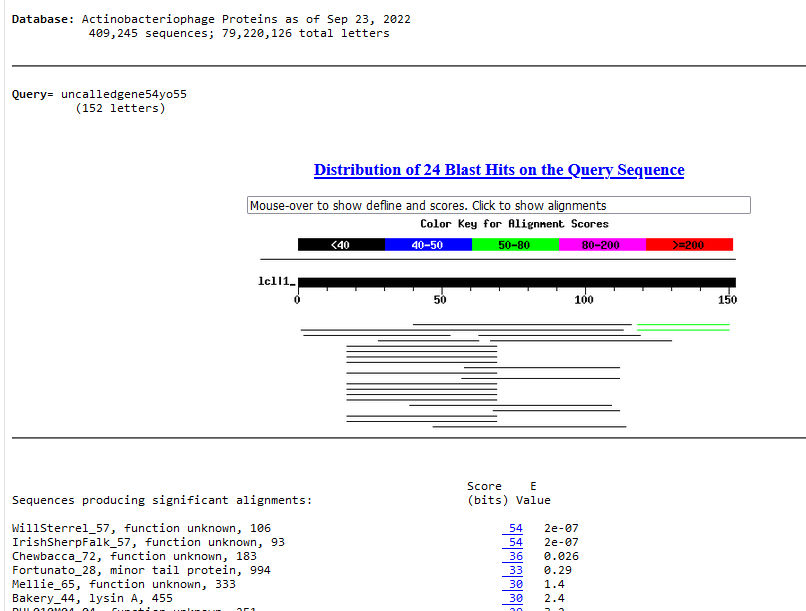 Database: Actinobacteriophage Proteins as of Sep 23, 2022
409,245 sequences; 79,220,126 total letters
Query= uncalledgene54yo55
(152 letters)
Distribution of 24 Blast Hits on the Query Sequence
Mouse-over to show defline and scores. Click to show alignments
Color Key for Alignment Scores
<40 40-50 50-80 80-200 >=200
lcl|1_
0 50 100 150
Score E
Sequences producing significant alignments: (bits) Value
WillSterrel_57, function unknown, 106 54 2e-07
IrishSherpFalk_57, function unknown, 93 54 2e-07
Chewbacca_72, function unknown, 183 36 0.026
Fortunato_28, minor tail protein, 994 33 0.29
Mellie_65, function unknown, 333 30 1.4
Bakery_44, lysin A, 455 30 2.4